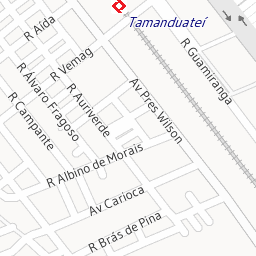 Tamanduateí
R Aída
R Vemag
R Guamiranga
Av Pres Wilson
R Álvaro Fragoso
R Auriverde
R Campante
R Albino de Morais
Av Carioca
R Brás de Pina